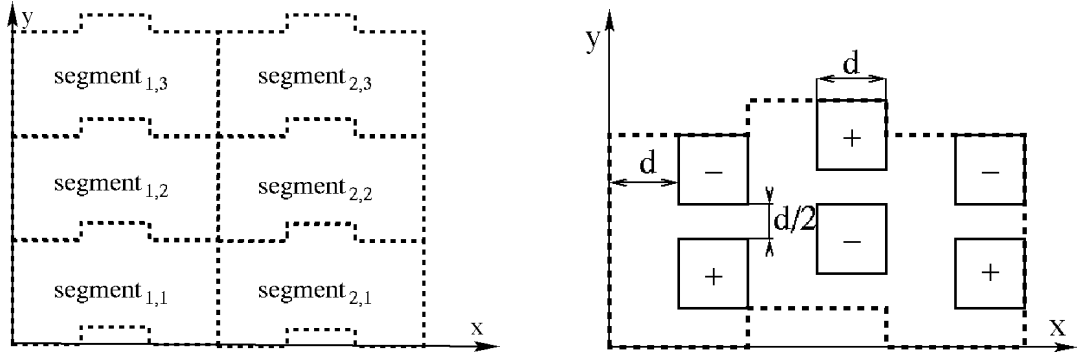 y
segment1,3 segment2,3
segment1,2 segment2,2
segment1,1 segment2,1
x
y
d
+
d
− −
d/2
−
+ +
x